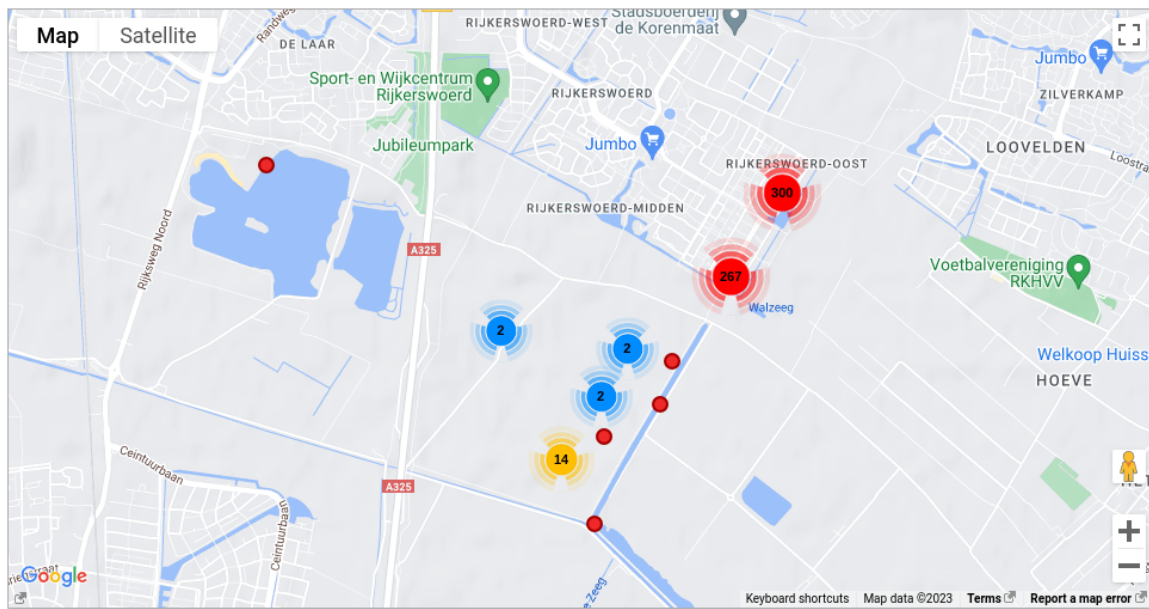 Map
Satellite
Randweg
DE LAAR
RIJKERSWOERD-WEST
Stadsboerderij
de Korenmaat
Jumbo
ZILVERKAMP
Sport- en Wijkcentrum
Rijkerswoerd
RIJKERSWOERD
Jubileumpark
Jumbo
RIJKERSWOERD-OOST
LOOVELDEN
Loostra
300
RIJKERSWOERD-MIDDEN
Rijksweg Noord
A325
267
Voetbalvereniging
RKHVV
Walzeeg
2
2
Welkoop Huiss
HOEVE
2
14
Ceintuurbaan
A325
Ceintuurbaan
Google
e Zeeg
Keyboard shortcuts
Map data ©2023
Terms
Report a map error